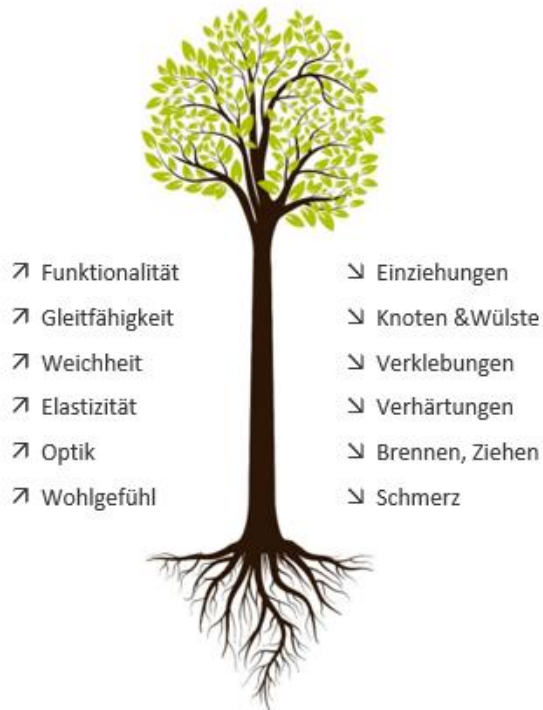 ↗ Funktionalität
↗ Gleitfähigkeit
↗ Weichheit
↗ Elastizität
↗ Optik
↗ Wohlgefühl
↘ Einziehungen
↘ Knoten &Wülste
↘ Verklebungen
↘ Verhärtungen
↘ Brennen, Ziehen
↘ Schmerz